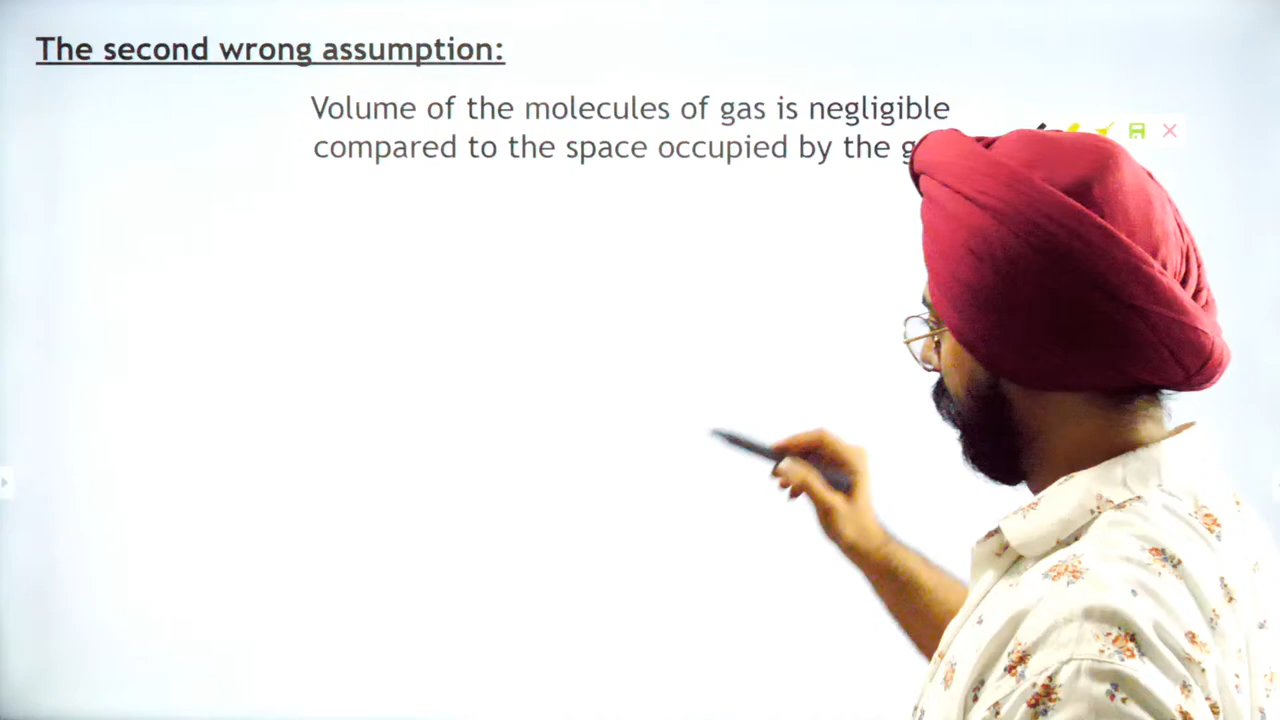 The second wrong assumption:
Volume of the molecules of gas is negligible
compared to the space occupied by the